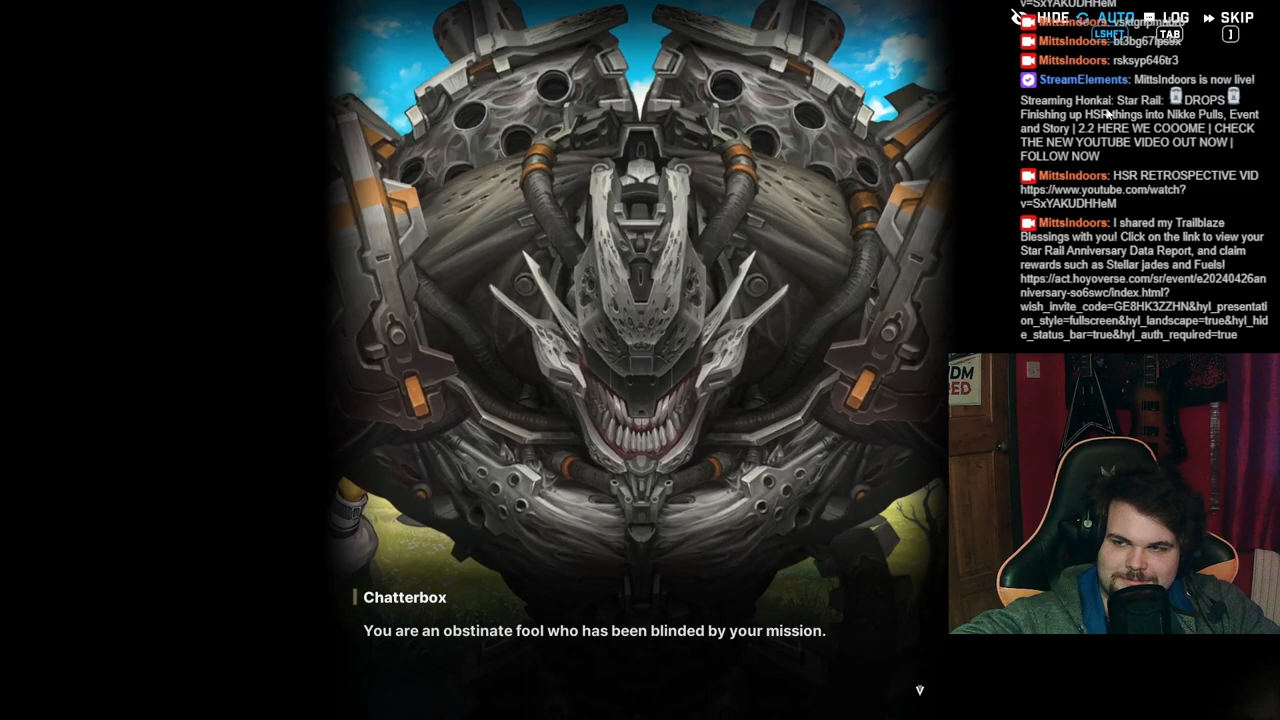 v=SxYAKUDHHeM
HIDE AUTO LOG SKIP
LSHFT TAB ]
MittsIndoors:
MittsIndoors:
MittsIndoors: rsksyp646tr3
StreamElements: MittsIndoors is now live!
Streaming Honkai: Star Rail: DROPS
Finishing up HSR things into Nikke Pulls, Event
and Story | 2.2 HERE WE COOOME | CHECK
THE NEW YOUTUBE VIDEO OUT NOW |
FOLLOW NOW
MittsIndoors: HSR RETROSPECTIVE VID
https://www.youtube.com/watch?
v=SxYAKUDHHeM
MittsIndoors: I shared my Trailblaze
Blessings with you! Click on the link to view your
Star Rail Anniversary Data Report, and claim
rewards such as Stellar jades and Fuels!
https://act.hoyoverse.com/sr/event/e20240426an
niversary-so6swc/index.html?
wish_invite_code=GE8HK3ZZHN&hyl_presentati
on_style=fullscreen&hyl_landscape=true&hyl_hid
e_status_bar=true&hyl_auth_required=true
Chatterbox
You are an obstinate fool who has been blinded by your mission.